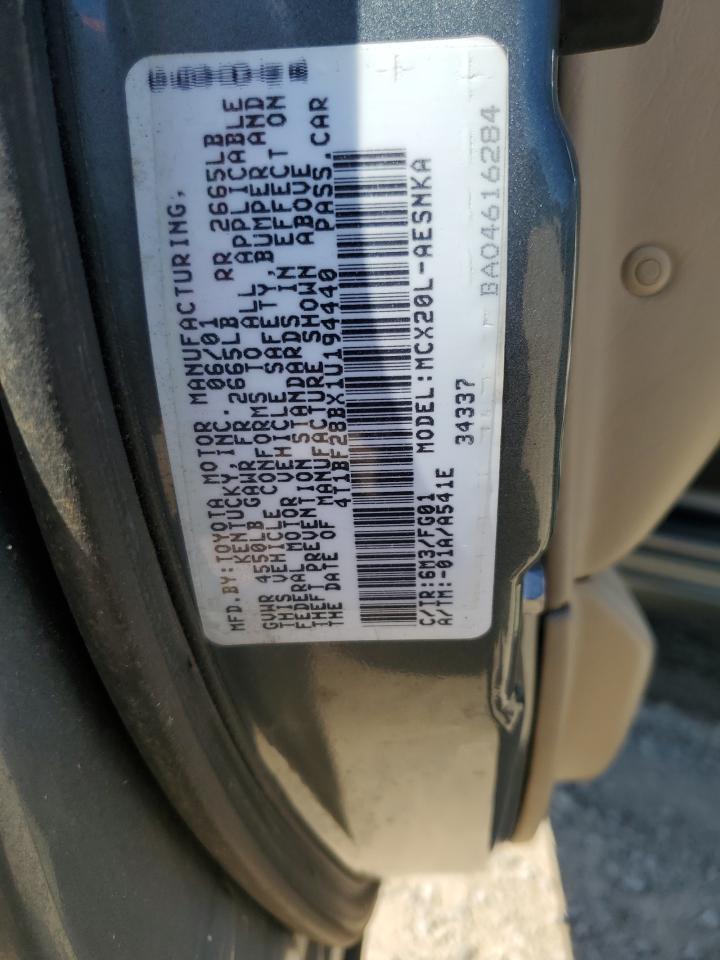 MFD.BY:TOYOTA MOTOR MANUFACTURING,
KENTUCKY,INC. 06/01
GVWR 4550LB GAWR FR 2665LB RR 2665LB
THIS VEHICLE CONFORMS TO ALL APPLICABLE
FEDERAL MOTOR VEHICLE SAFETY,BUMPER AND
THEFT PREVENTION STANDARDS IN EFFECT ON
THE DATE OF MANUFACTURE SHOWN ABOVE
4T1BF28BX1U194440 PASS.CAR
C/TR:6M3/FG01 MODEL:MCX20L-AESNKA
A/TM:-01A/A541E 34337
BA04616284